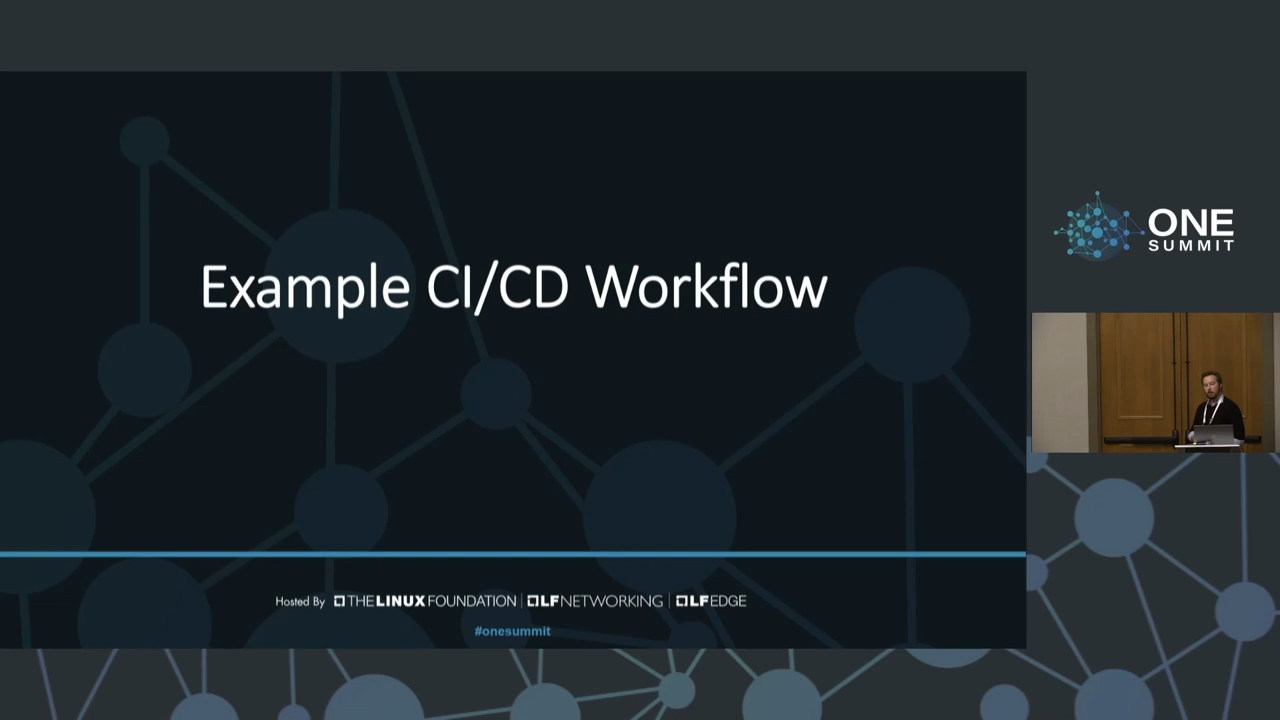 Example CI/CD Workflow
Hosted By THE LINUX FOUNDATION | LF NETWORKING | LF EDGE
#onesummit
ONE
SUMMIT